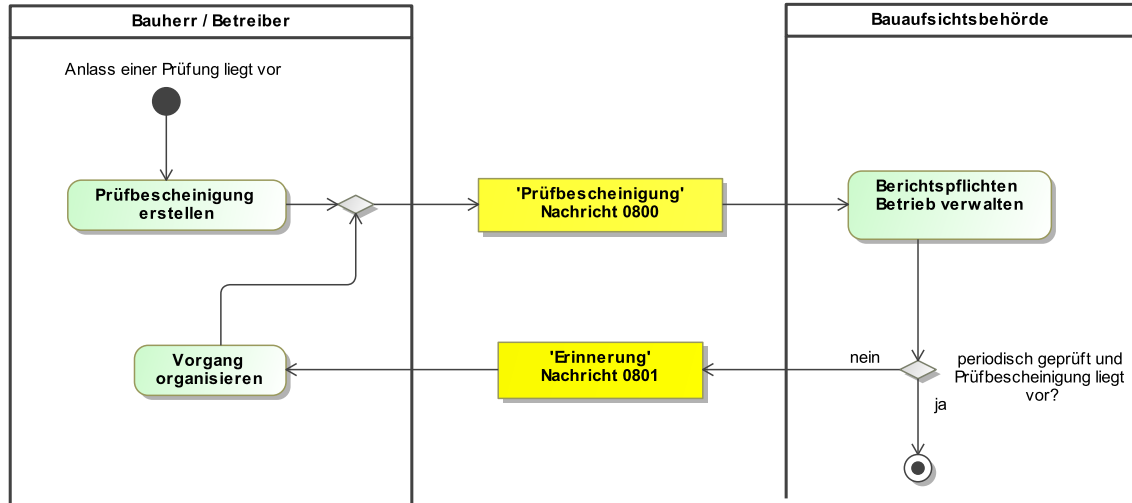 Bauherr / Betreiber
Bauaufsichtsbehörde
Anlass einer Prüfung liegt vor
Prüfbescheinigung
erstellen
'Prüfbescheinigung'
Nachricht 0800
Berichtspflichten
Betrieb verwalten
Vorgang
organisieren
'Erinnerung'
Nachricht 0801
nein
periodisch geprüft und
Prüfbescheinigung liegt
vor?
ja